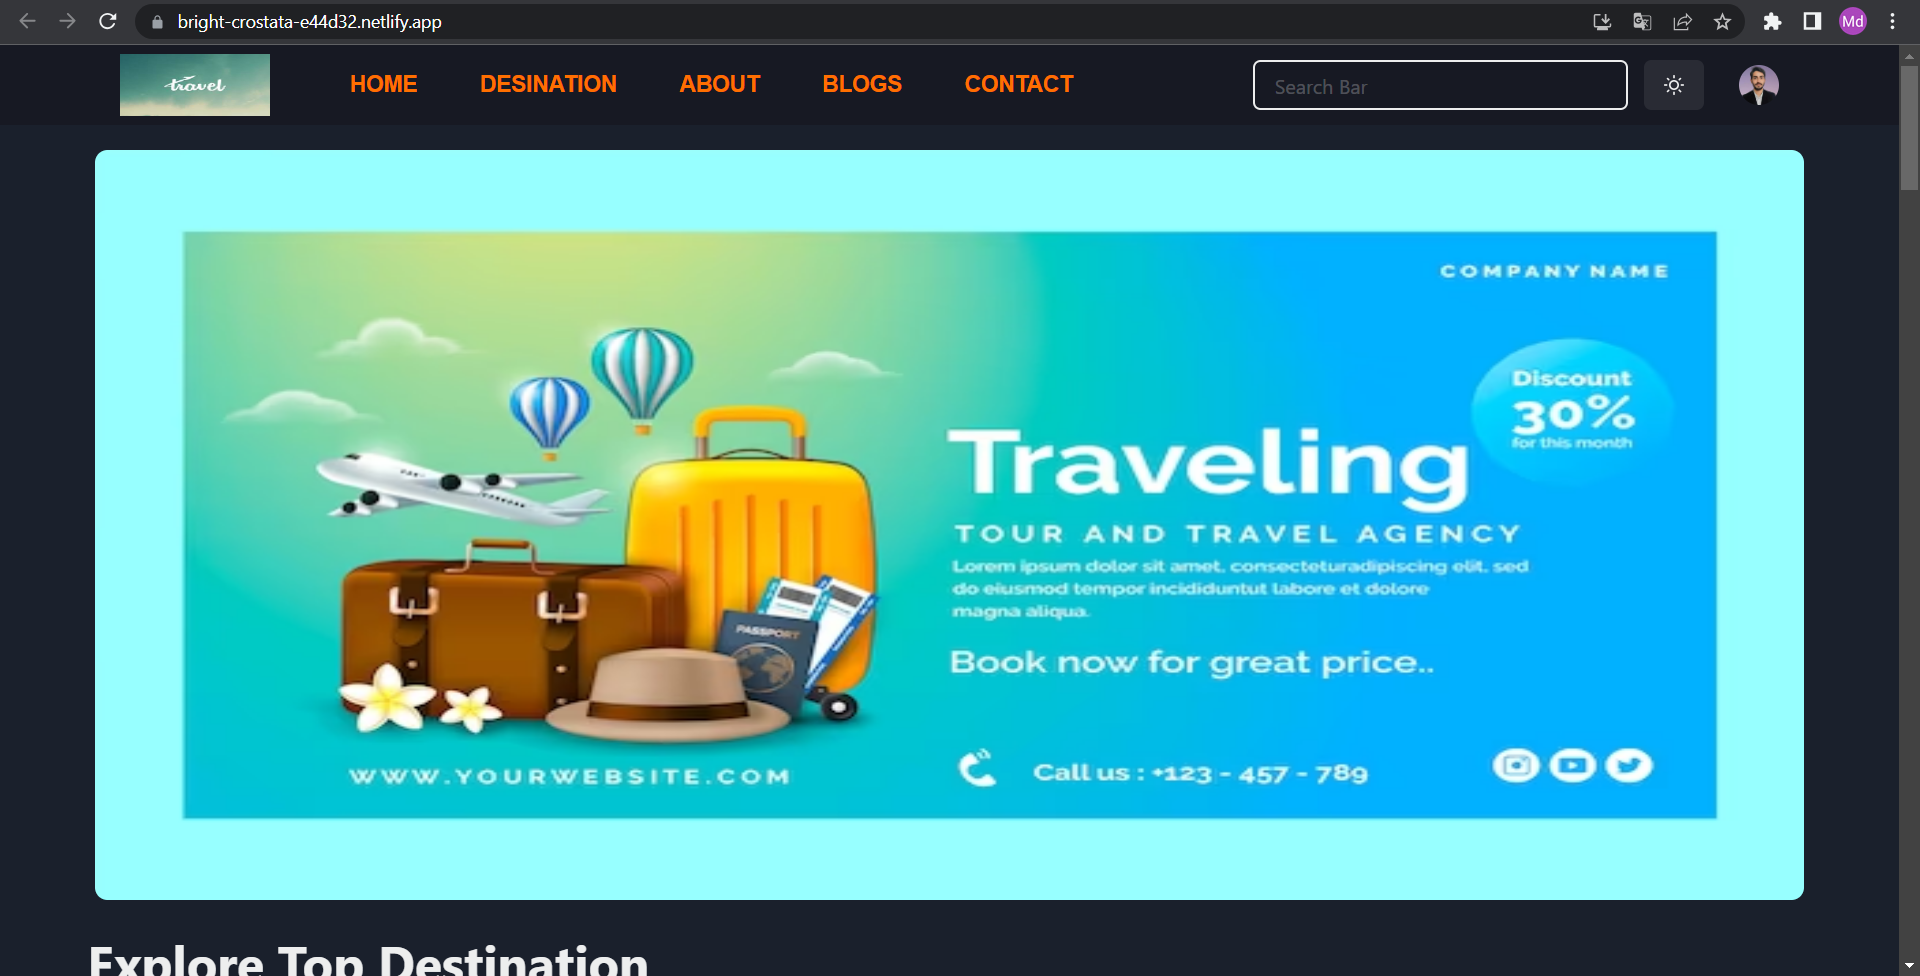 bright-crostata-e44d32.netlify.app
Md
travel
HOME
DESINATION
ABOUT
BLOGS
CONTACT
Search Bar
COMPANY NAME
Discount
30%
for this month
Traveling
TOUR AND TRAVEL AGENCY
Lorem ipsum dolor sit amet, consecteturadipiscing elit, sed
do eiusmod tempor incididuntut labore et dolore
magna aliqua.
Book now for great price..
PASSPORT
WWW.YOURWEBSITE.COM
Call us : +123 - 457 - 789
Explore Top Destination